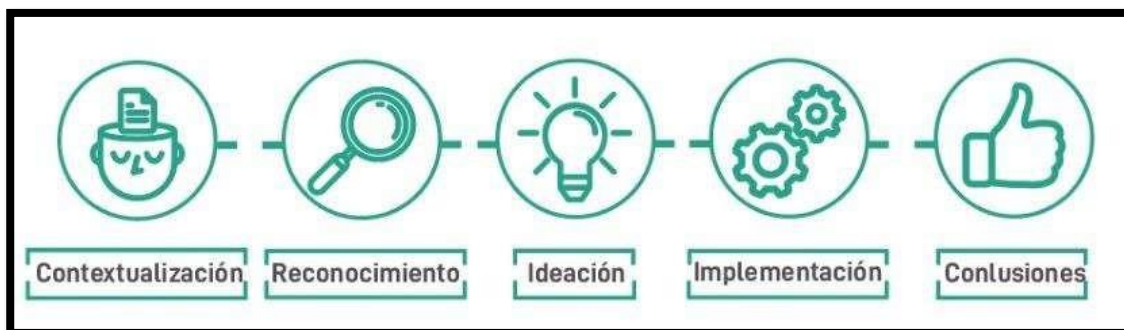 Contextualización
Reconocimiento
Ideación
Implementación
Conlusiones